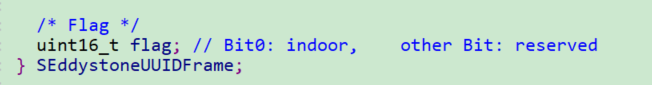 /* Flag */
uint16_t flag; // Bit0: indoor,    other Bit: reserved
} SEddystoneUUIDFrame;